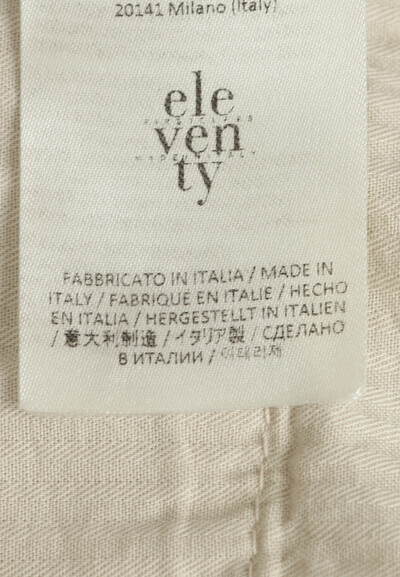 20141 Milano (Italy)
ele
ven
ty
FABBRICATO IN ITALIA / MADE IN
ITALY / FABRIQUÉ EN ITALIE / HECHO
EN ITALIA / HERGESTELLT IN ITALIEN
/ 意大利制造 / イタリア製 / СДЕЛАНО
В ИТАЛИИ / 이태리제